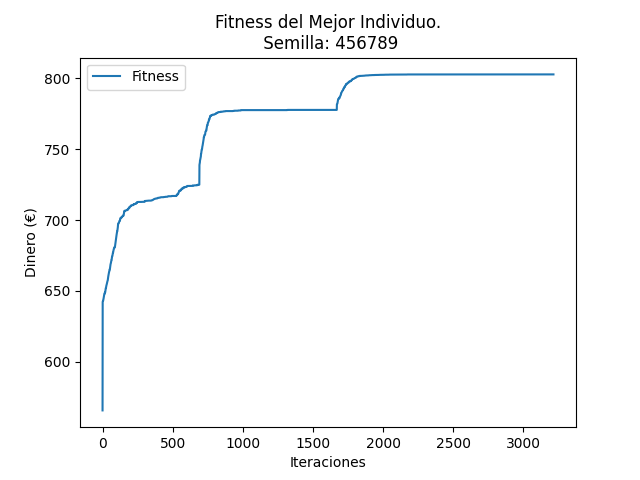 Fitness del Mejor Individuo.
Semilla: 456789
Fitness
800
750
700
650
600
Dinero (€)
0 500 1000 1500 2000 2500 3000
Iteraciones